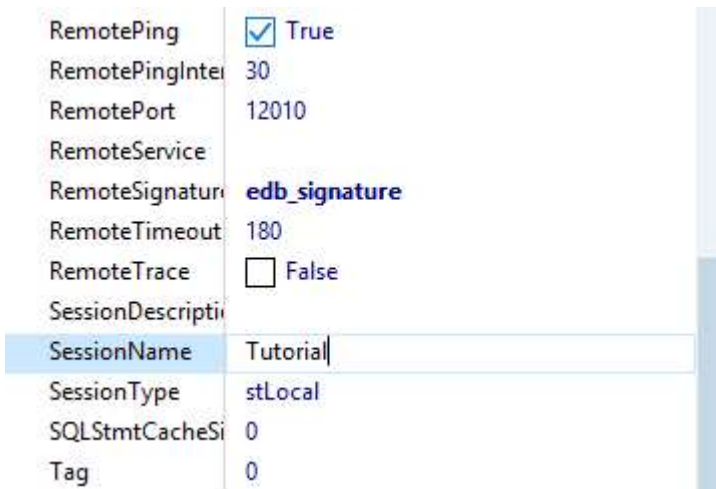 RemotePing True
RemotePingInter 30
RemotePort 12010
RemoteService
RemoteSignature edb_signature
RemoteTimeout 180
RemoteTrace False
SessionDescripti
SessionName Tutorial
SessionType stLocal
SQLStmtCacheSi 0
Tag 0